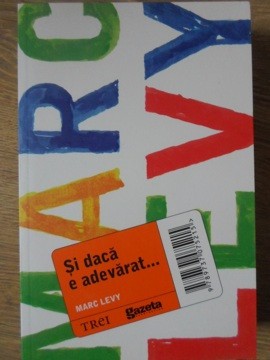 MARC
LEVY
Și dacă
e adevărat...
MARC LEVY
TREI
gazeta